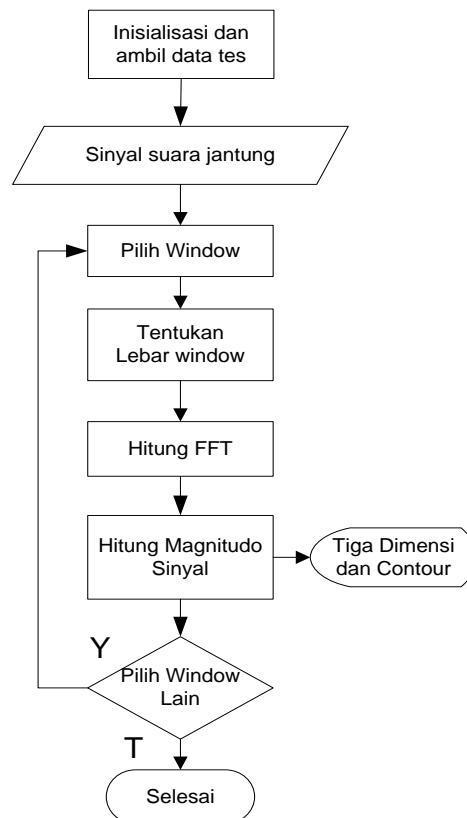 Inisialisasi dan
ambil data tes
Sinyal suara jantung
Pilih Window
Tentukan
Lebar window
Hitung FFT
Hitung Magnitudo
Sinyal
Tiga Dimensi
dan Contour
Y
Pilih Window
Lain
T
Selesai